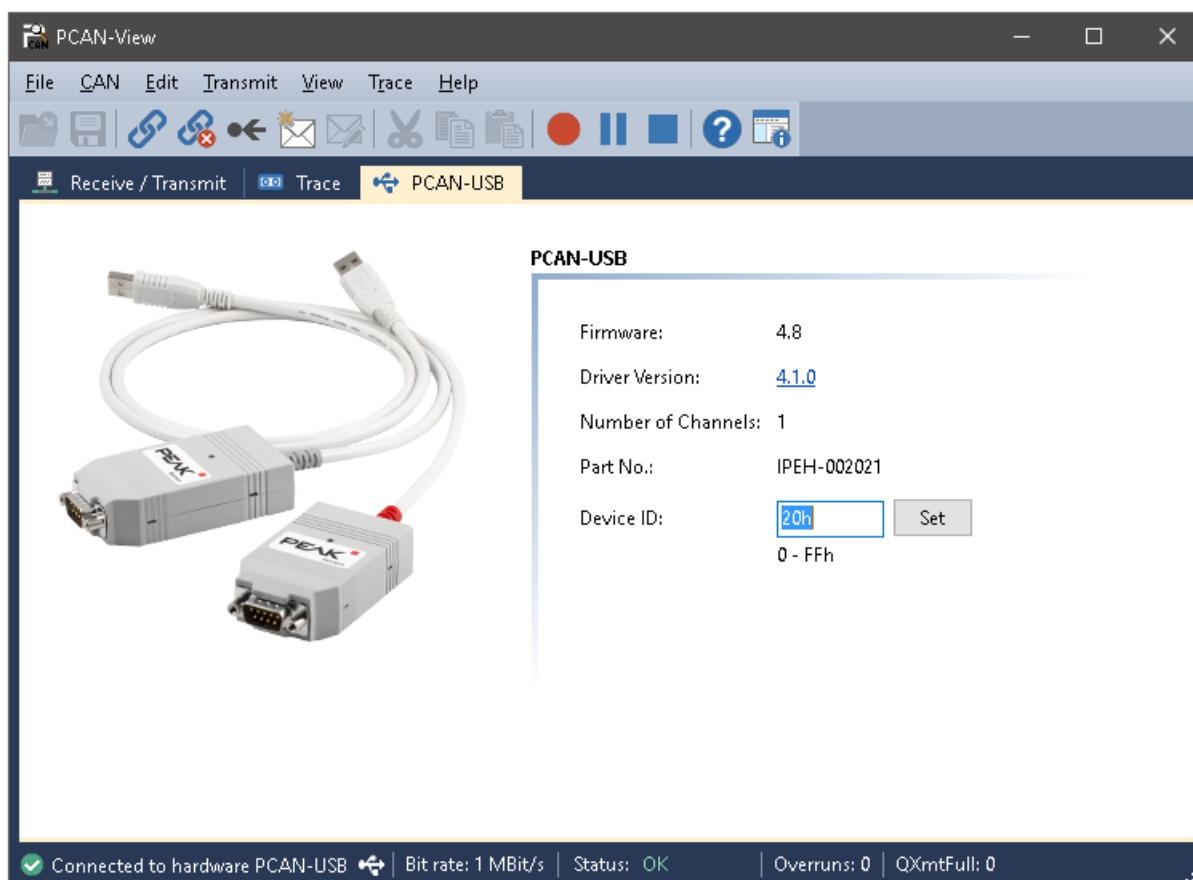 PCAN-View
File CAN Edit Transmit View Trace Help
Receive / Transmit Trace PCAN-USB
PCAN-USB
Firmware: 4.8
Driver Version: 4.1.0
Number of Channels: 1
Part No.: IPEH-002021
Device ID: 20h Set
0 - FFh
PEAK
PEAK
Connected to hardware PCAN-USB Bit rate: 1 MBit/s Status: OK Overruns: 0 QXmtFull: 0